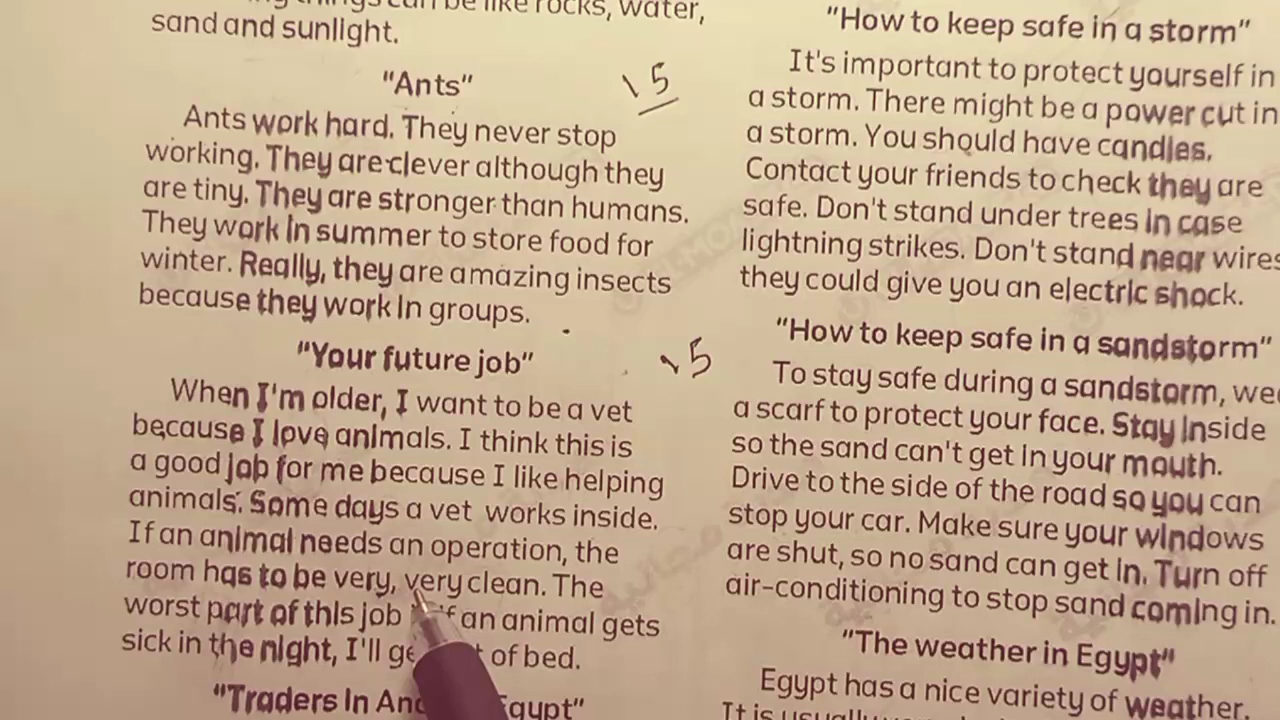 things can be like rocks, water,
sand and sunlight.
"Ants"
15
Ants work hard. They never stop
working. They are clever although they
are tiny. They are stronger than humans.
They work in summer to store food for
winter. Really, they are amazing insects
because they work in groups.
"Your future job"
15
When I'm older, I want to be a vet
because I love animals. I think this is
a good job for me because I like helping
animals. Some days a vet works inside.
If an animal needs an operation, the
room has to be very, very clean. The
worst part of this job if an animal gets
sick in the night, I'll of bed.
"Traders In Egypt"
"How to keep safe in a storm"
It's important to protect yourself in
a storm. There might be a power cut in
a storm. You should have candles.
Contact your friends to check they are
safe. Don't stand under trees in case
lightning strikes. Don't stand near wires
they could give you an electric shock.
"How to keep safe in a sandstorm"
To stay safe during a sandstorm,
a scarf to protect your face. Stay inside
so the sand can't get in your mouth.
Drive to the side of the road so you can
stop your car. Make sure your windows
are shut, so no sand can get in. Turn off
air-conditioning to stop sand coming in.
"The weather in Egypt"
Egypt has a nice variety of weather.
It is usually